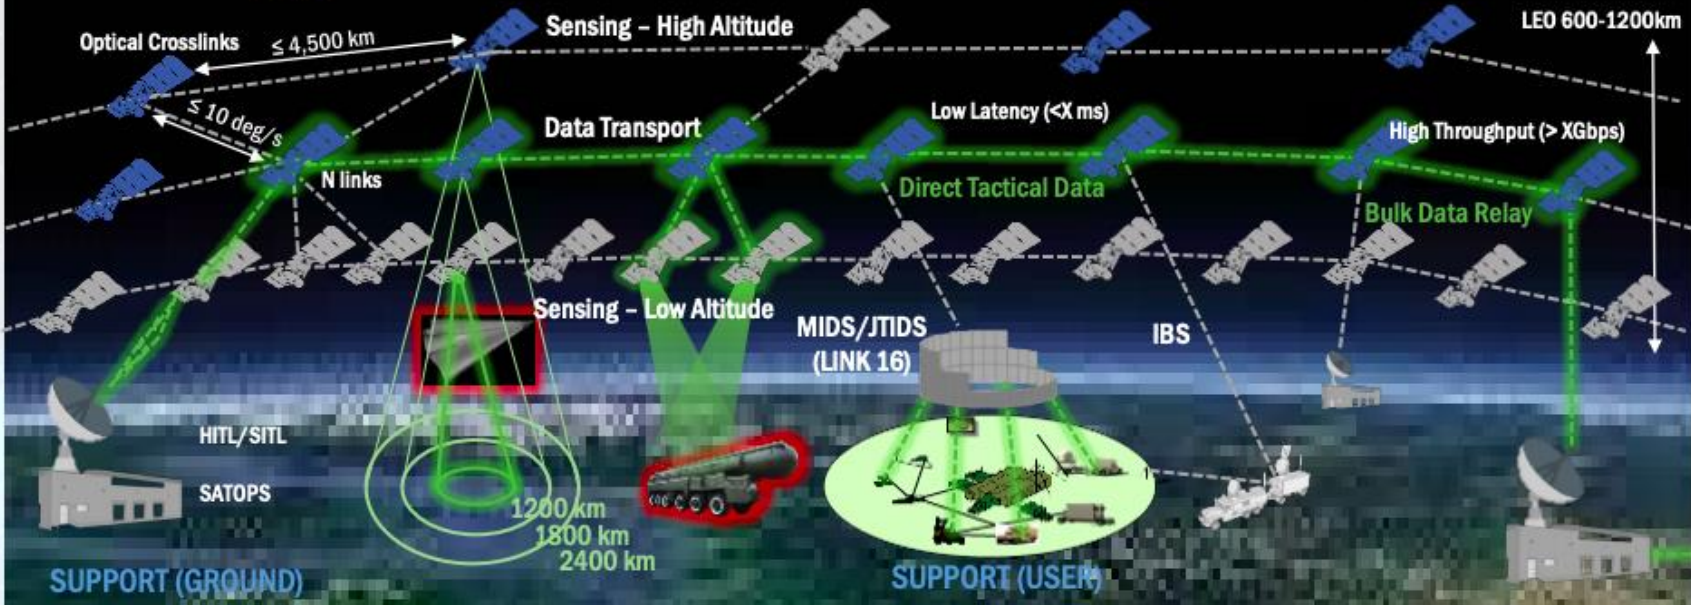 Optical Crosslinks
≤ 4,500 km
Sensing – High Altitude
LEO 600-1200km
≤ 10 deg/s
N links
Data Transport
Low Latency (<X ms)
High Throughput (> XGbps)
Direct Tactical Data
Bulk Data Relay
Sensing – Low Altitude
MIDS/JTIDS
(LINK 16)
IBS
HITL/SITL
SATOPS
1200 km
1800 km
2400 km
SUPPORT (GROUND)
SUPPORT (USER)